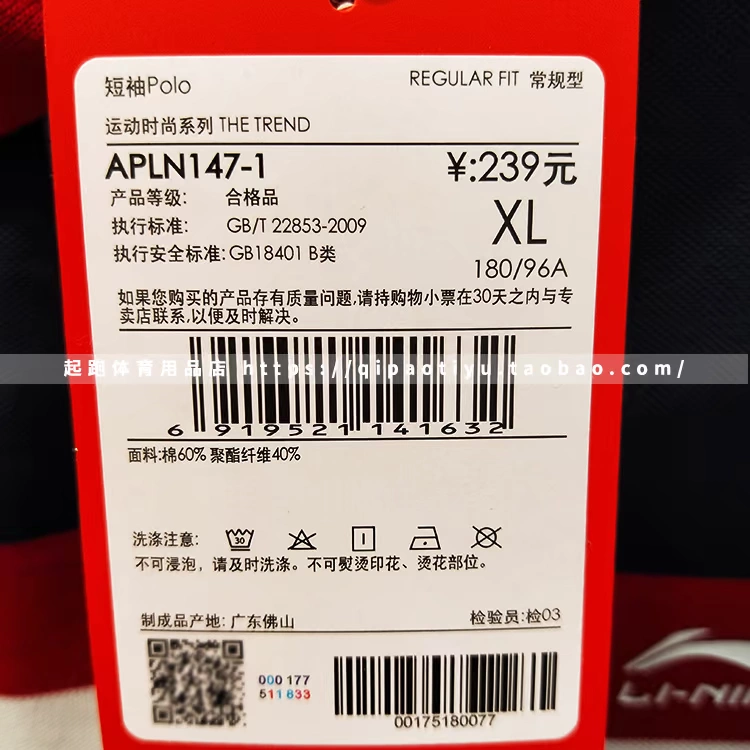 短袖Polo
REGULAR FIT 常规型
运动时尚系列 THE TREND
APLN147-1
¥:239元
产品等级: 合格品
执行标准: GB/T 22853-2009
XL
执行安全标准:GB18401 B类
180/96A
如果您购买的产品存有质量问题,请持购物小票在30天之内与专
卖店联系,以便及时解决。
起跑体育用品店 https://qipaotiyu.taobao.com/
6 919521 141632
面料:棉60% 聚酯纤维40%
洗涤注意: 30
不可浸泡，请及时洗涤。不可熨烫印花、烫花部位。
制成品产地: 广东佛山
检验员:检03
000 177
511 833
00175180077
LI-NI